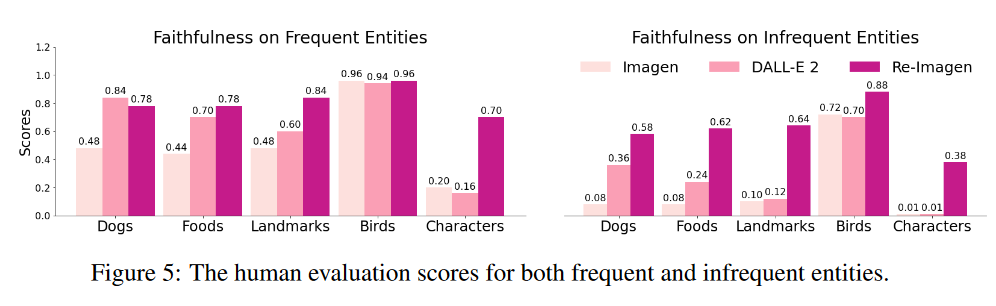 Faithfulness on Frequent Entities
Scores
1.2
1.0
0.8
0.6
0.4
0.2
0.0
0.48 0.84 0.78
0.44 0.70 0.78
0.48 0.60 0.84
0.96 0.94 0.96
0.20 0.16 0.70
Dogs Foods Landmarks Birds Characters
Faithfulness on Infrequent Entities
Imagen DALL-E 2 Re-Imagen
0.08 0.36 0.58
0.08 0.24 0.62
0.10 0.12 0.64
0.72 0.70 0.88
0.01 0.01 0.38
Dogs Foods Landmarks Birds Characters
Figure 5: The human evaluation scores for both frequent and infrequent entities.